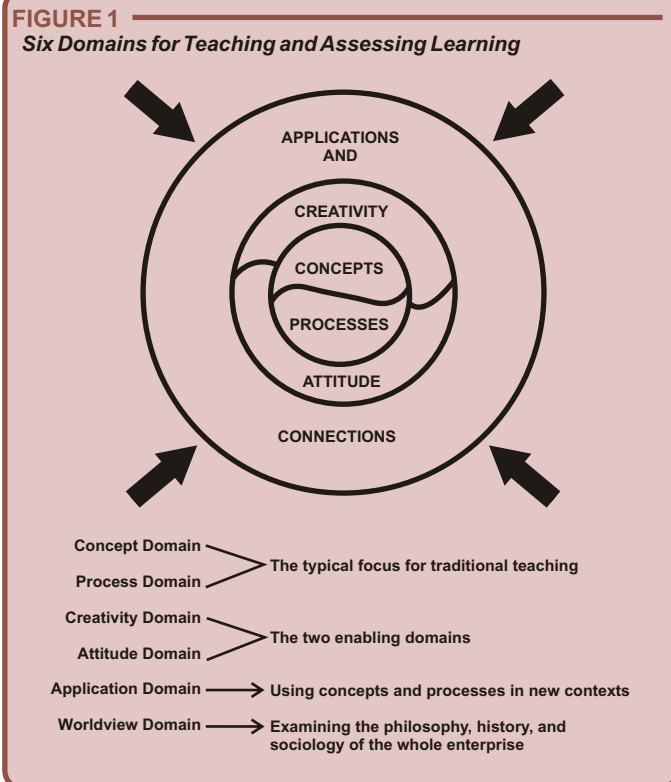 FIGURE 1
Six Domains for Teaching and Assessing Learning
APPLICATIONS
AND
CREATIVITY
CONCEPTS
PROCESSES
ATTITUDE
CONNECTIONS
Concept Domain
The typical focus for traditional teaching
Process Domain
Creativity Domain
The two enabling domains
Attitude Domain
Application Domain Using concepts and processes in new contexts
Worldview Domain Examining the philosophy, history, and
sociology of the whole enterprise